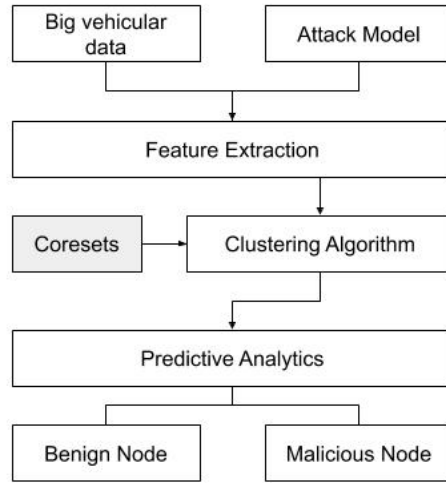 Big vehicular
data
Attack Model
Feature Extraction
Coresets
Clustering Algorithm
Predictive Analytics
Benign Node
Malicious Node